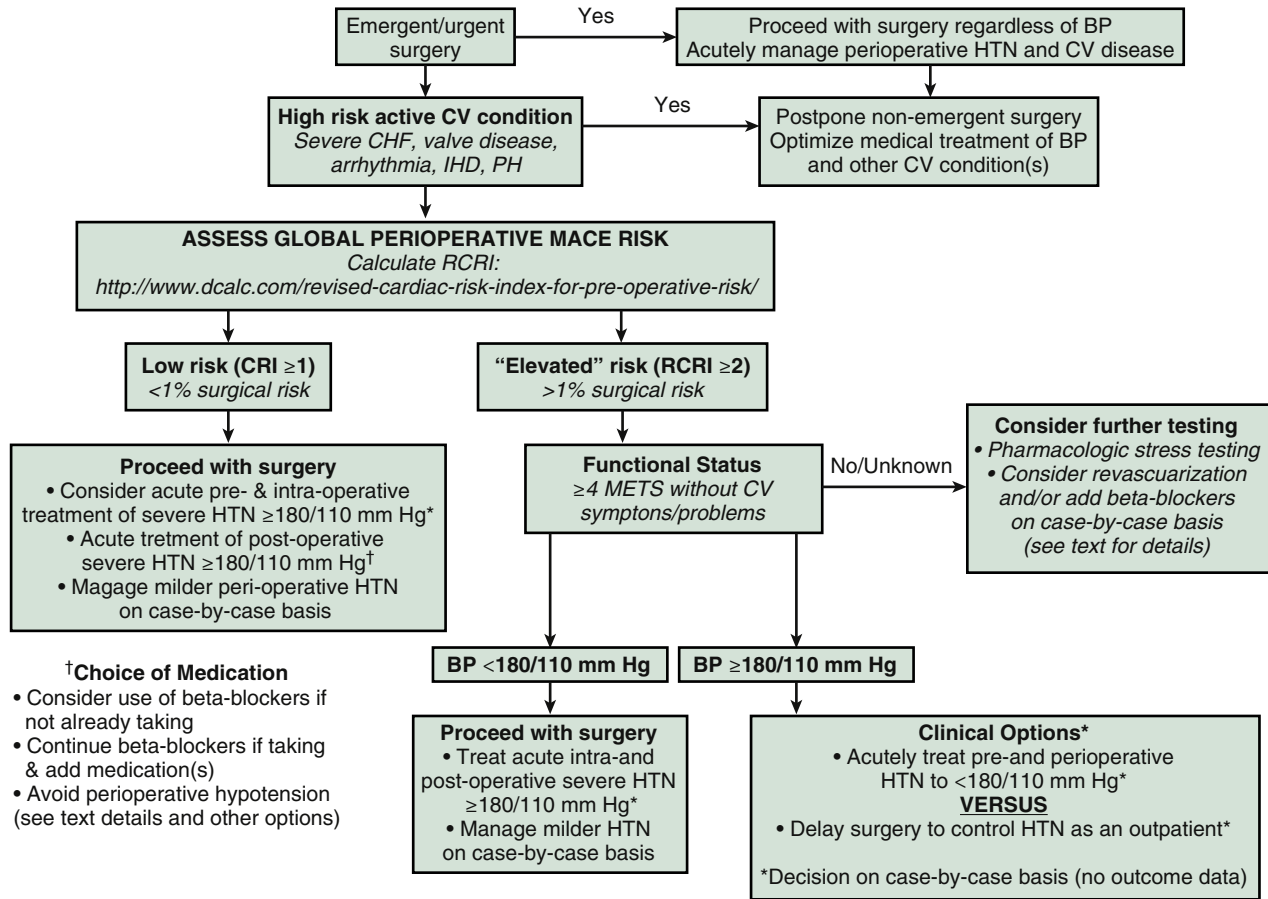 Emergent/urgent
surgery
Yes
Proceed with surgery regardless of BP
Acutely manage perioperative HTN and CV disease
High risk active CV condition
Severe CHF, valve disease,
arrhythmia, IHD, PH
Yes
Postpone non-emergent surgery
Optimize medical treatment of BP
and other CV condition(s)
ASSESS GLOBAL PERIOPERATIVE MACE RISK
Calculate RCRI:
http://www.dcalc.com/revised-cardiac-risk-index-for-pre-operative-risk/
Low risk (CRI ≥1)
<1% surgical risk
“Elevated” risk (RCRI ≥2)
>1% surgical risk
Proceed with surgery
• Consider acute pre- & intra-operative
treatment of severe HTN ≥180/110 mm Hg*
• Acute tretment of post-operative
severe HTN ≥180/110 mm Hg†
• Magage milder peri-operative HTN
on case-by-case basis
Functional Status
≥4 METS without CV
symptons/problems
No/Unknown
Consider further testing
• Pharmacologic stress testing
• Consider revascuarization
and/or add beta-blockers
on case-by-case basis
(see text for details)
†Choice of Medication
• Consider use of beta-blockers if
not already taking
• Continue beta-blockers if taking
& add medication(s)
• Avoid perioperative hypotension
(see text details and other options)
BP <180/110 mm Hg
BP ≥180/110 mm Hg
Proceed with surgery
• Treat acute intra-and
post-operative severe HTN
≥180/110 mm Hg*
• Manage milder HTN
on case-by-case basis
Clinical Options*
• Acutely treat pre-and perioperative
HTN to <180/110 mm Hg*
VERSUS
• Delay surgery to control HTN as an outpatient*
*Decision on case-by-case basis (no outcome data)